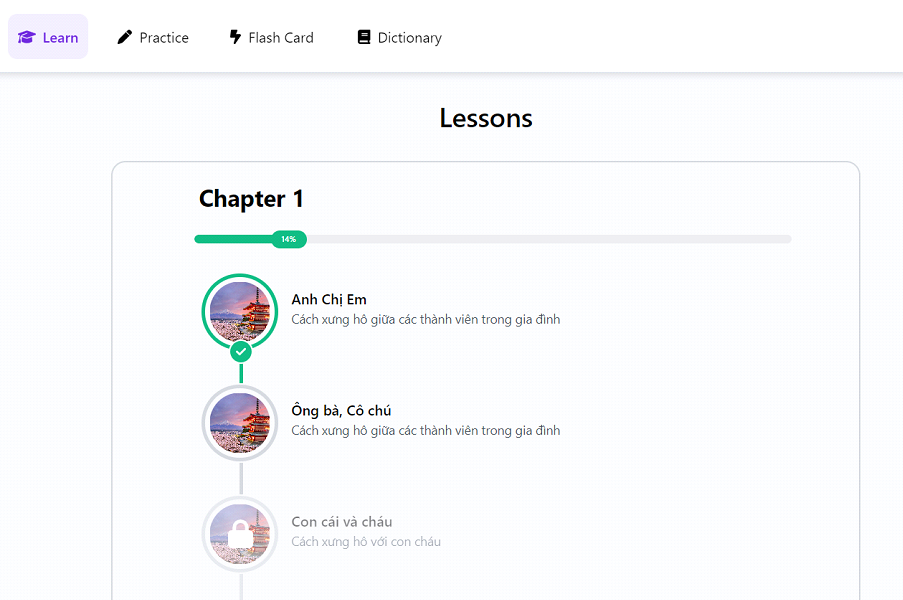 Learn Practice Flash Card Dictionary
Lessons
Chapter 1
14%
Anh Chị Em
Cách xưng hô giữa các thành viên trong gia đình
Ông bà, Cô chú
Cách xưng hô giữa các thành viên trong gia đình
Con cái và cháu
Cách xưng hô với con cháu